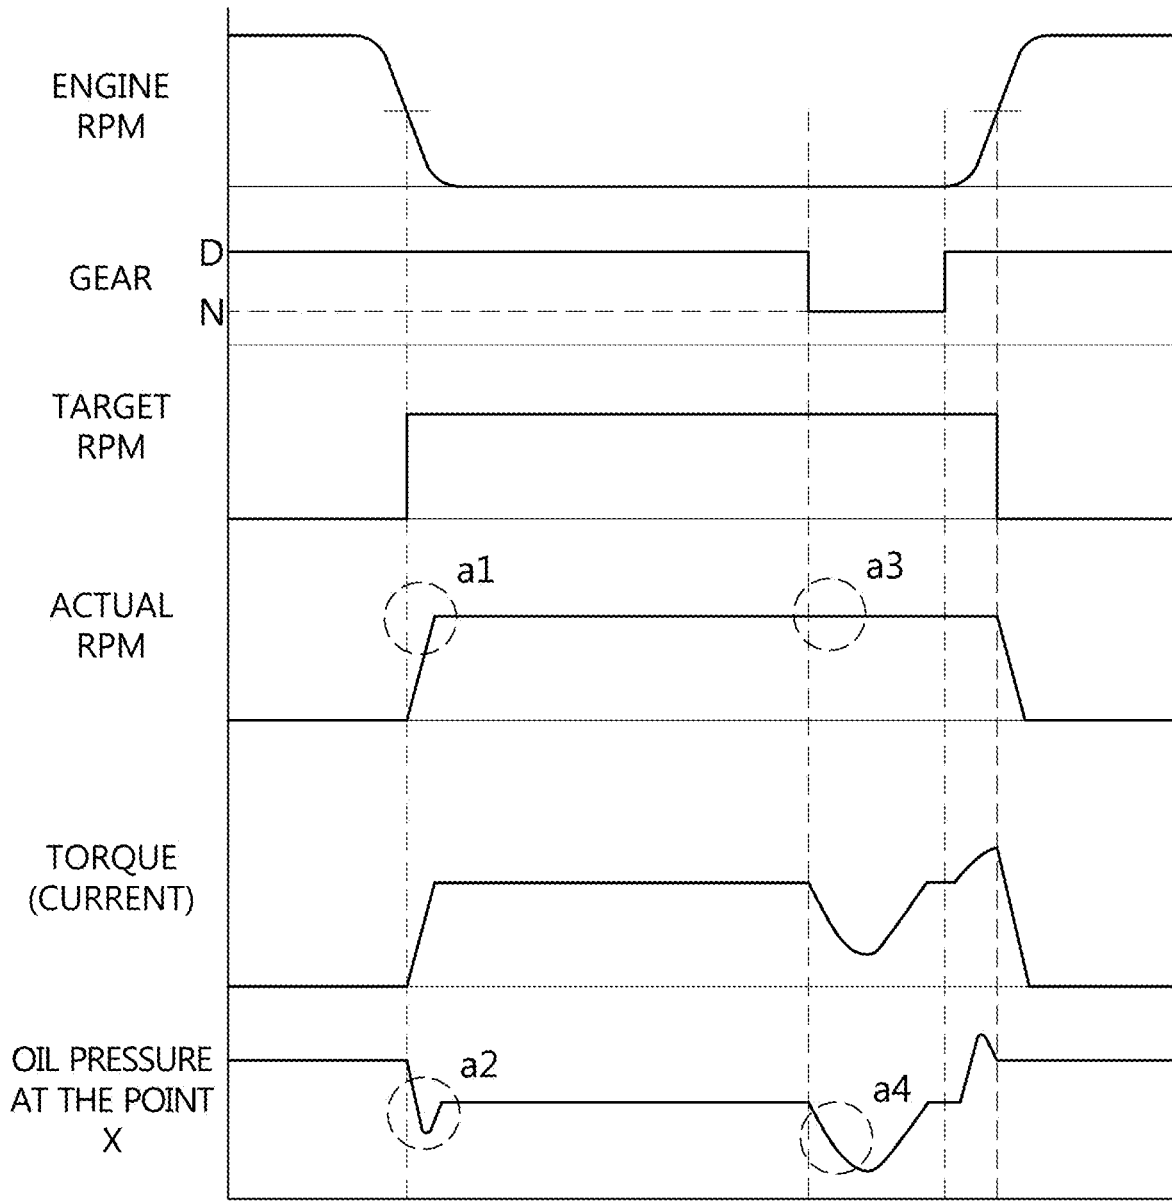 ENGINE
RPM
D
GEAR
N
TARGET
RPM
a1
a3
ACTUAL
RPM
TORQUE
(CURRENT)
OIL PRESSURE
AT THE POINT
X
a2
a4